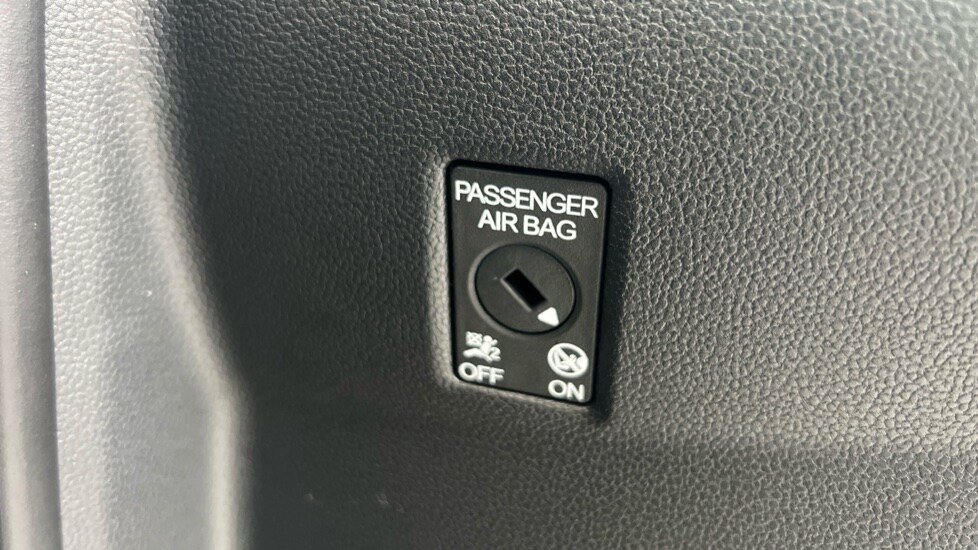 PASSENGER
AIR BAG
OFF
ON